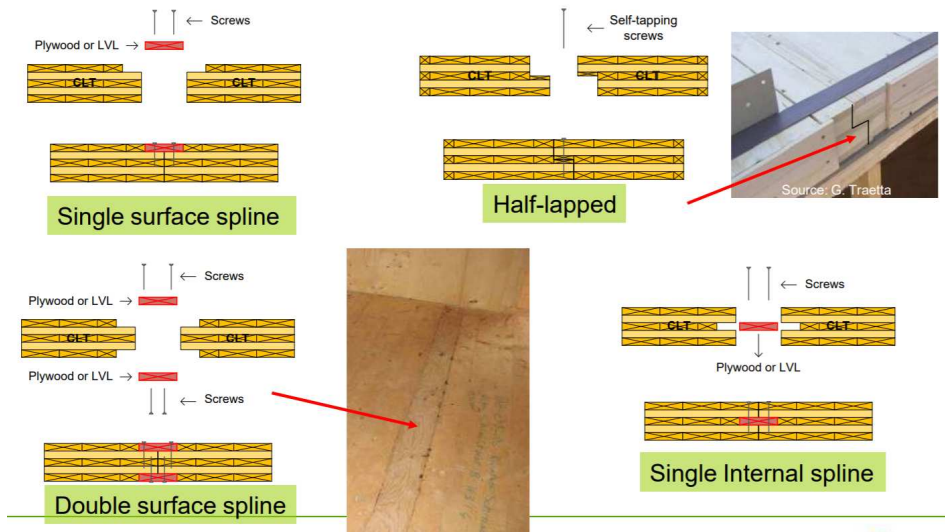 Screws
Plywood or LVL
CLT
CLT
Single surface spline
Self-tapping
screws
CLT
CLT
Half-lapped
Source: G. Traetta
Screws
Plywood or LVL
CLT
CLT
Plywood or LVL
Screws
Double surface spline
Screws
CLT
CLT
Plywood or LVL
Single Internal spline